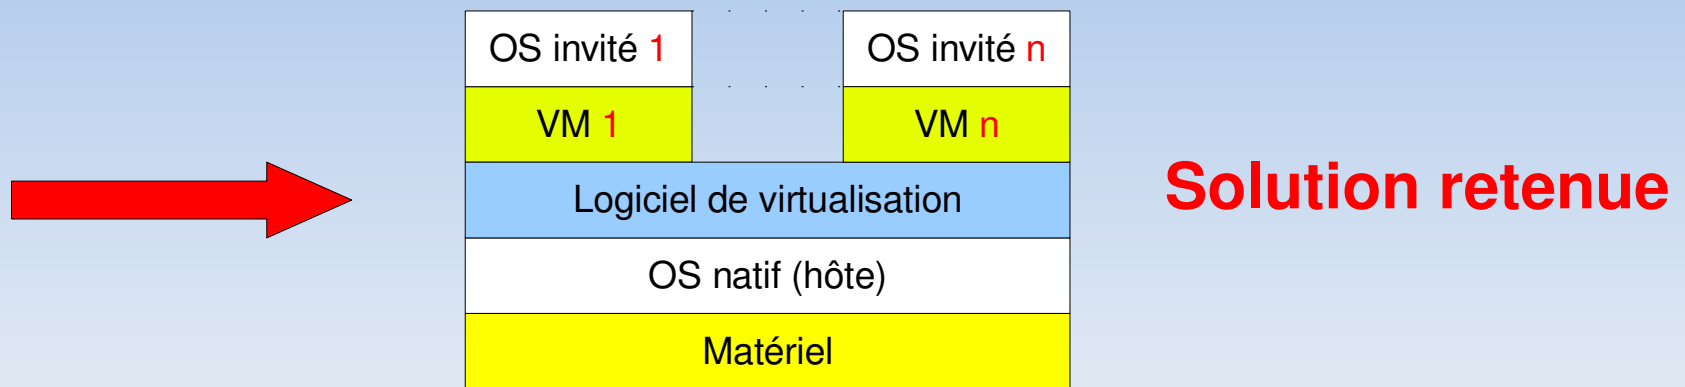 OS invité 1
OS invité n
VM 1
VM n
Logiciel de virtualisation
Solution retenue
OS natif (hôte)
Matériel